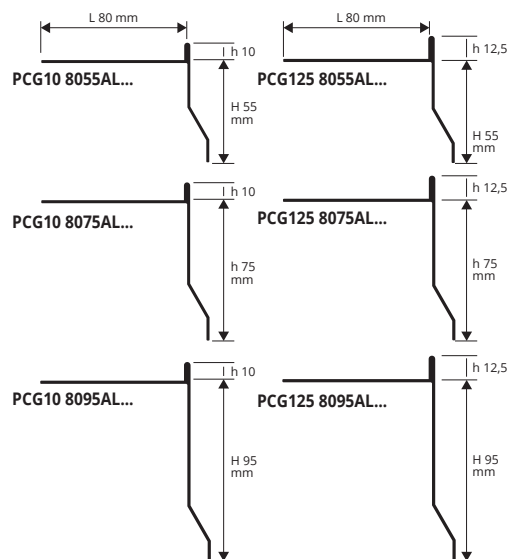 L 80 mm
h 10
PCG10 8055AL...
H 55
mm
L 80 mm
h 12,5
PCG125 8055AL...
H 55
mm
h 10
PCG10 8075AL...
h 75
mm
h 12,5
PCG125 8075AL...
h 75
mm
h 10
PCG10 8095AL...
H 95
mm
h 12,5
PCG125 8095AL...
H 95
mm